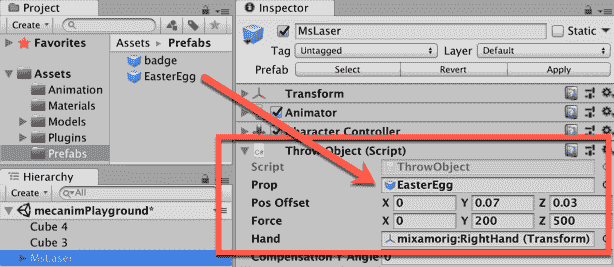 Project
Create
Favorites
Assets
Animation
Materials
Models
Plugins
Prefabs
Assets Prefabs
badge
EasterEgg
Hierarchy
Create All
mecanimPlayground*
Cube 4
Cube 3
MsLaser
Inspector
MsLaser Static
Tag Untagged Layer Default
Prefab Select Revert Apply
Transform
Animator
Character Controller
ThrowObject (Script)
Script ThrowObject
Prop EasterEgg
Pos Offset X 0 Y 0.07 Z 0.03
Force X 0 Y 200 Z 500
Hand mixamorig:RightHand (Transform)
Compensation Y Angle 0